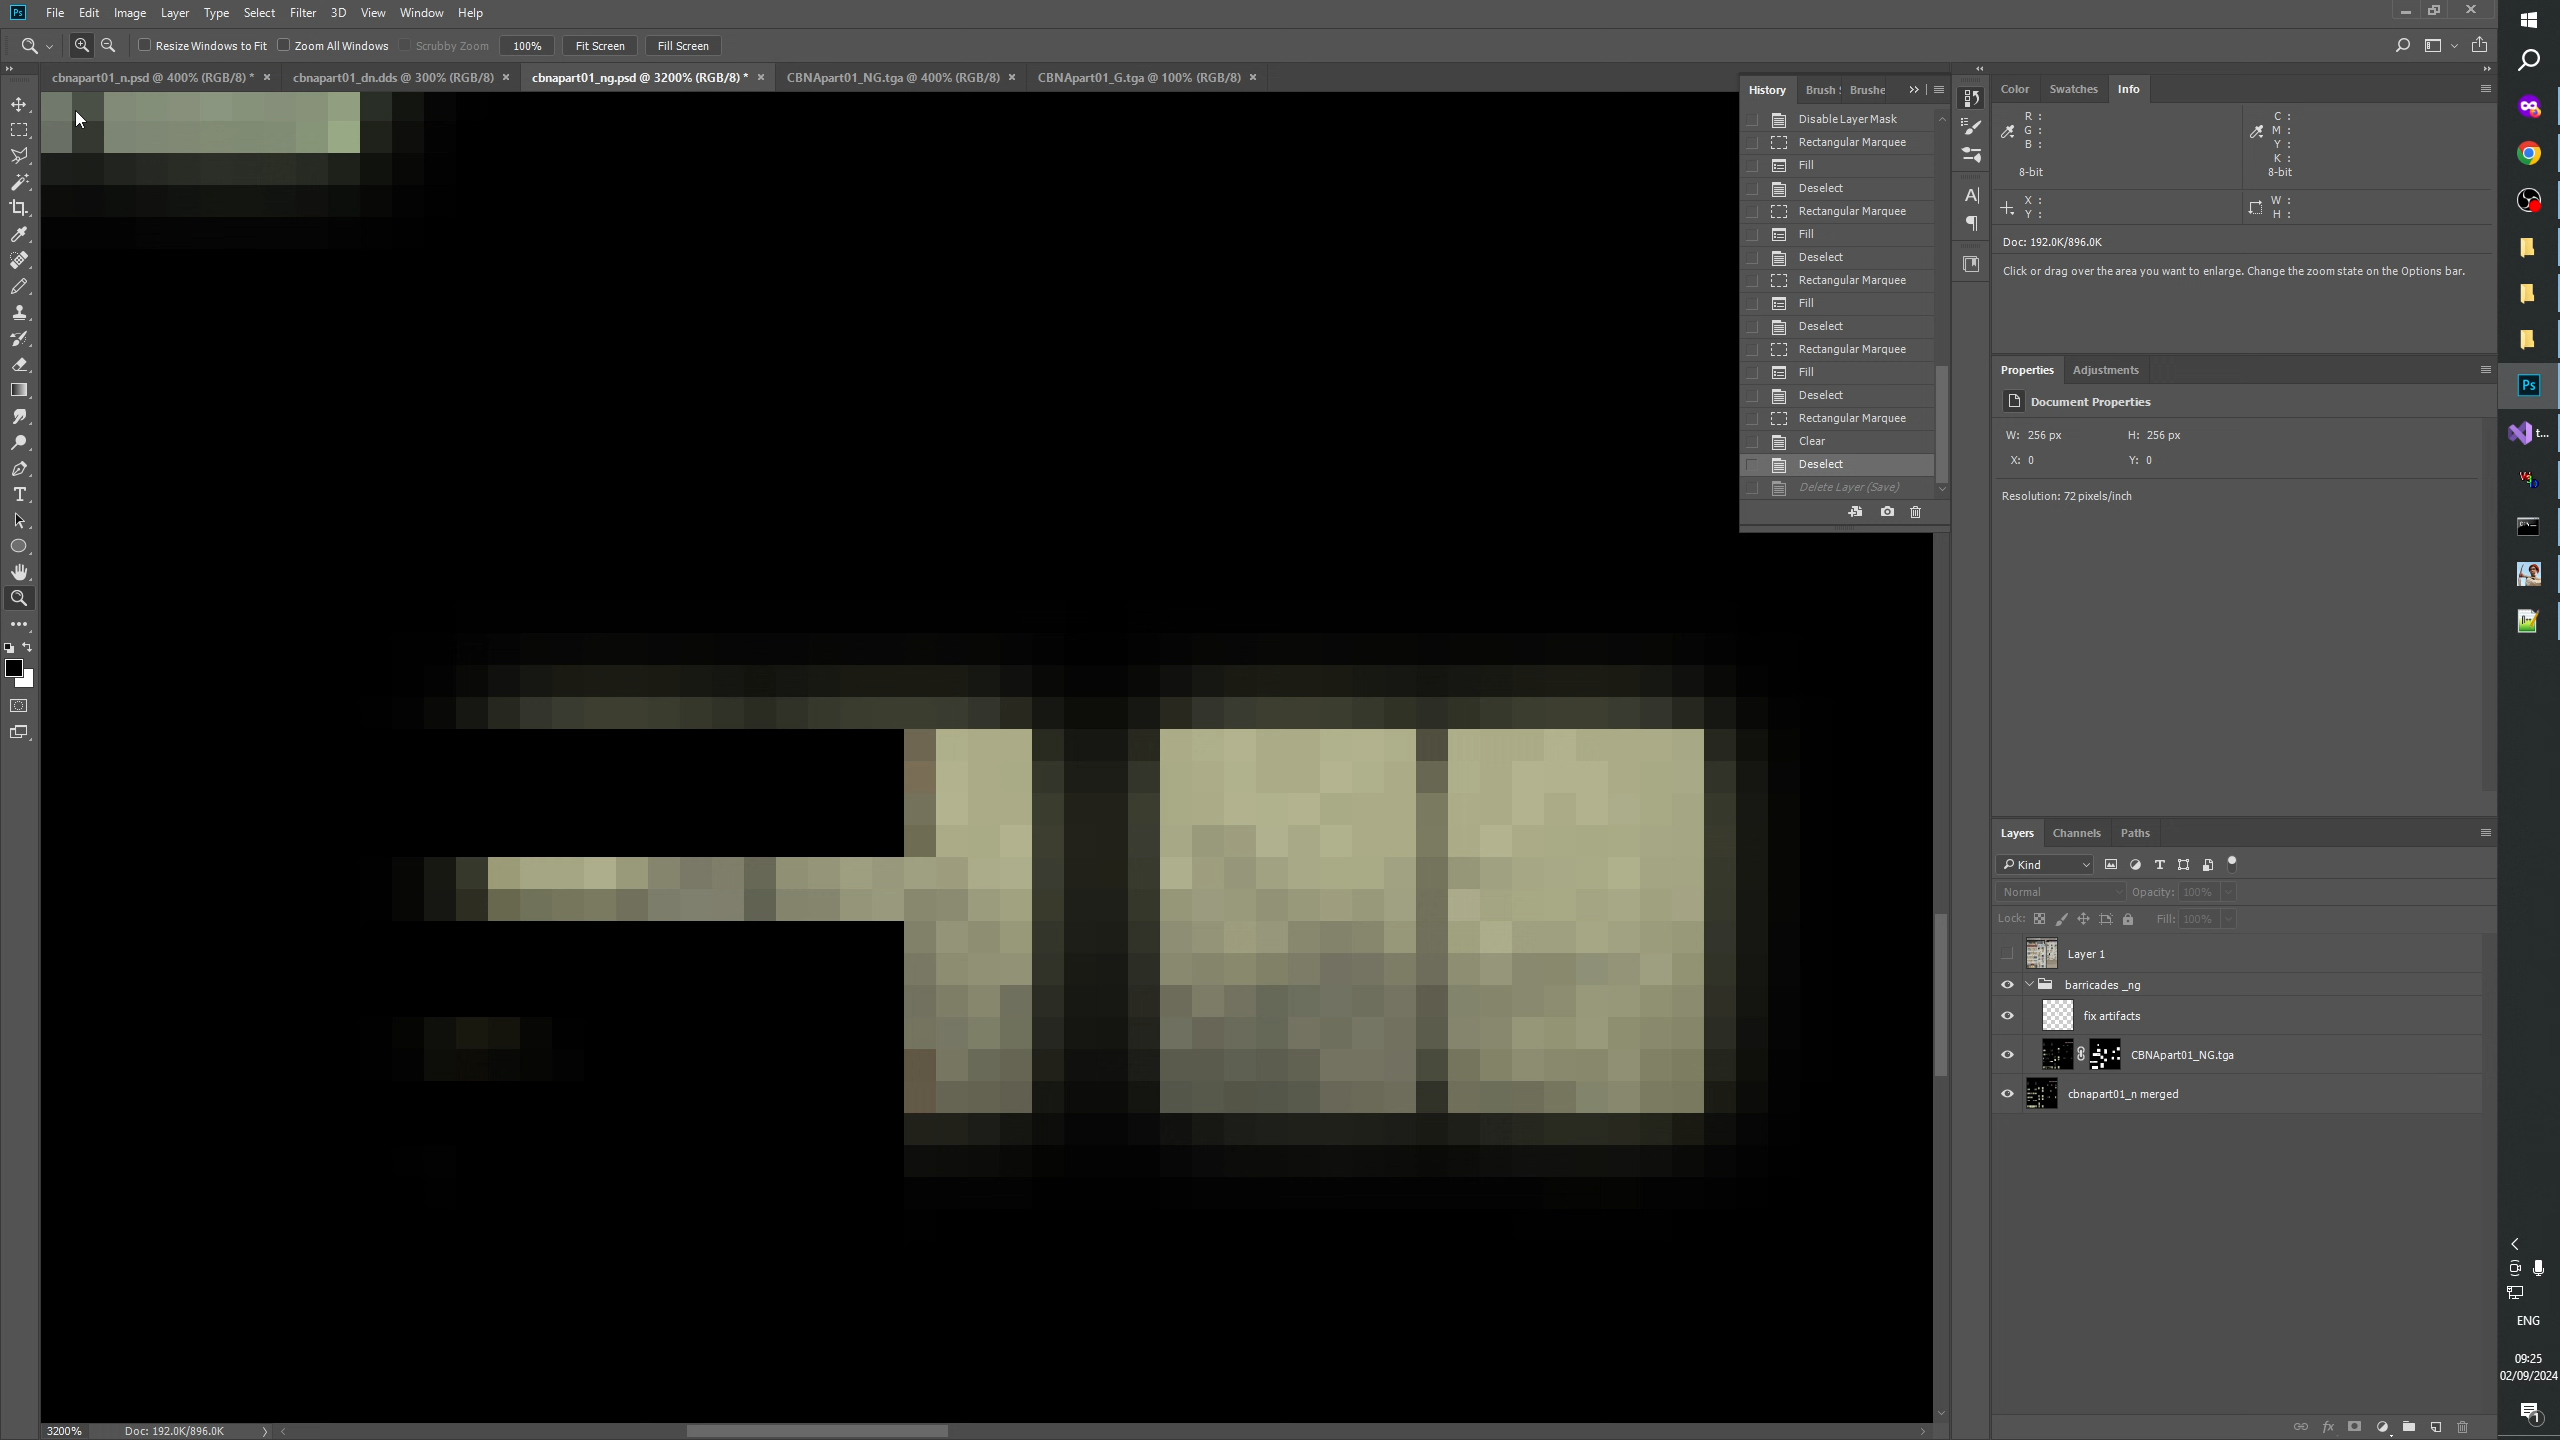 Ps File Edit Image Layer Type Select Filter 3D View Window Help
Resize Windows to Fit Zoom All Windows Scrubby Zoom 100% Fit Screen Fill Screen
cbnapart01_n.psd @ 400% (RGB/8) * × cbnapart01_dn.dds @ 300% (RGB/8) × cbnapart01_ng.psd @ 3200% (RGB/8) * × CBNApart01_NG.tga @ 400% (RGB/8) × CBNApart01_G.tga @ 100% (RGB/8) ×
History Brush Brushe
Disable Layer Mask
Rectangular Marquee
Fill
Deselect
Rectangular Marquee
Fill
Deselect
Rectangular Marquee
Fill
Deselect
Rectangular Marquee
Fill
Deselect
Rectangular Marquee
Clear
Deselect
Delete Layer (Save)
Color Swatches Info
R : C :
G : M :
B : Y :
K :
8-bit 8-bit
X : W :
Y : H :
Doc: 192.0K/896.0K
Click or drag over the area you want to enlarge. Change the zoom state on the Options bar.
Properties Adjustments
Document Properties
W: 256 px H: 256 px
X: 0 Y: 0
Resolution: 72 pixels/inch
Layers Channels Paths
Kind
Normal Opacity: 100%
Lock: Fill: 100%
Layer 1
barricades _ng
fix artifacts
CBNApart01_NG.tga
cbnapart01_n merged
3200% Doc: 192.0K/896.0K
Ps
t...
ENG
09:25
02/09/2024
1